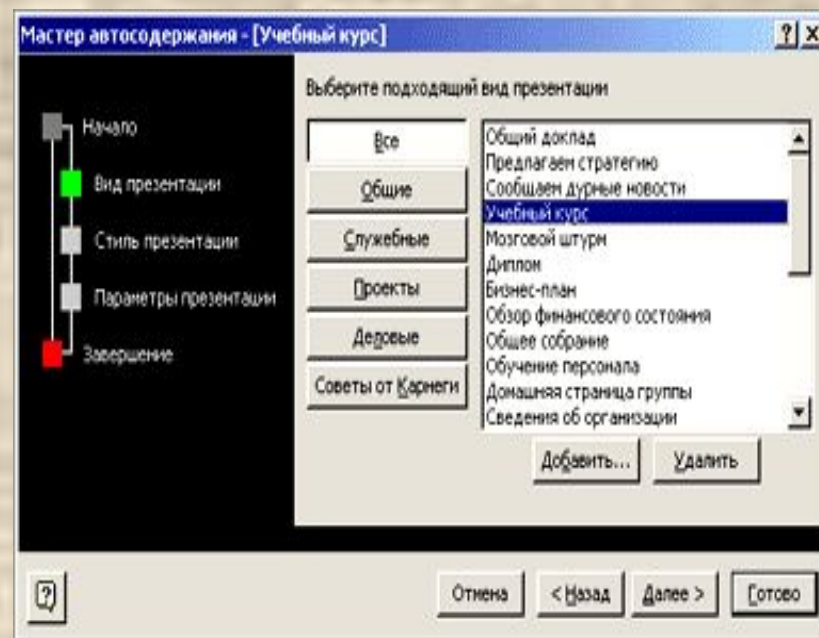 Мастер автосодержания - [Учебный курс]
Начало
Вид презентации
Стиль презентации
Параметры презентации
Завершение
Выберите подходящий вид презентации
Все
Общие
Служебные
Проекты
Деловые
Советы от Карнеги
Общий доклад
Предлагаем стратегию
Сообщаем дурные новости
Учебный курс
Мозговой штурм
Диплом
Бизнес-план
Обзор финансового состояния
Общее собрание
Обучение персонала
Домашняя страница группы
Сведения об организации
Добавить...
Удалить
Отмена
< Назад
Далее >
Готово